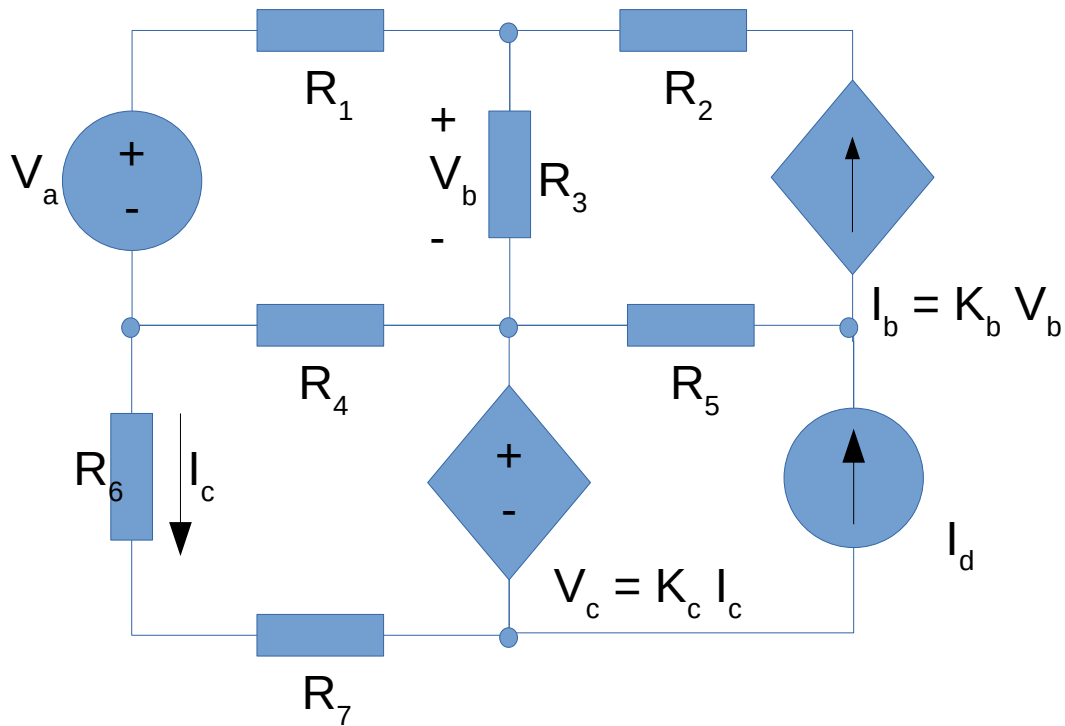 R1
R2
+
Va
+
-
Vb
R3
-
Ib = Kb Vb
R4
R5
R6
Ic
+
-
Id
Vc = Kc Ic
R7